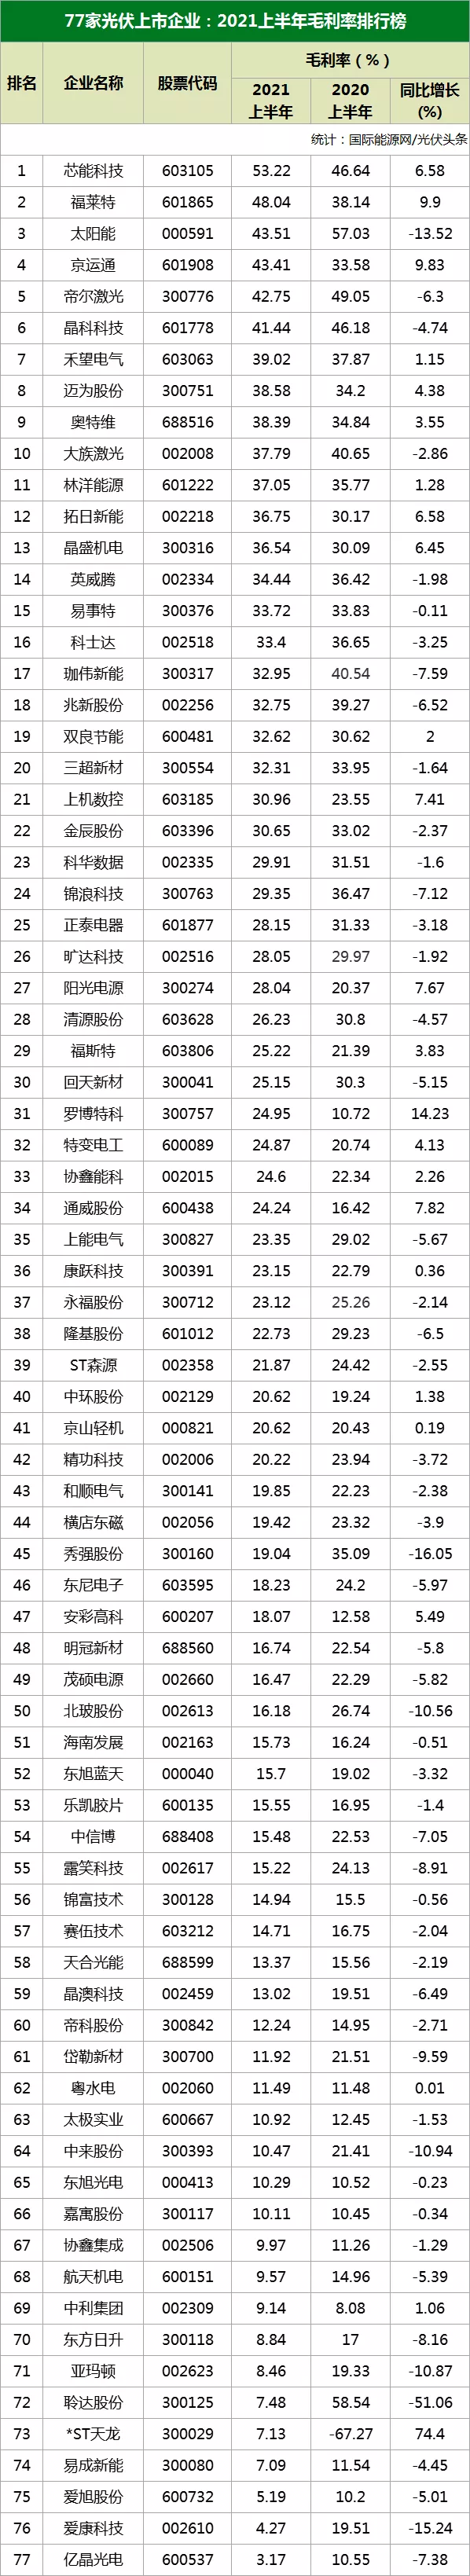 77家光伏上市企业：2021上半年毛利率排行榜
排名 企业名称 股票代码 毛利率（%）
2021上半年 2020上半年 同比增长(%)
统计：国际能源网/光伏头条
1 芯能科技 603105 53.22 46.64 6.58
2 福莱特 601865 48.04 38.14 9.9
3 太阳能 000591 43.51 57.03 -13.52
4 京运通 601908 43.41 33.58 9.83
5 帝尔激光 300776 42.75 49.05 -6.3
6 晶科科技 601778 41.44 46.18 -4.74
7 禾望电气 603063 39.02 37.87 1.15
8 迈为股份 300751 38.58 34.2 4.38
9 奥特维 688516 38.39 34.84 3.55
10 大族激光 002008 37.79 40.65 -2.86
11 林洋能源 601222 37.05 35.77 1.28
12 拓日新能 002218 36.75 30.17 6.58
13 晶盛机电 300316 36.54 30.09 6.45
14 英威腾 002334 34.44 36.42 -1.98
15 易事特 300376 33.72 33.83 -0.11
16 科士达 002518 33.4 36.65 -3.25
17 珈伟新能 300317 32.95 40.54 -7.59
18 兆新股份 002256 32.75 39.27 -6.52
19 双良节能 600481 32.62 30.62 2
20 三超新材 300554 32.31 33.95 -1.64
21 上机数控 603185 30.96 23.55 7.41
22 金辰股份 603396 30.65 33.02 -2.37
23 科华数据 002335 29.91 31.51 -1.6
24 锦浪科技 300763 29.35 36.47 -7.12
25 正泰电器 601877 28.15 31.33 -3.18
26 旷达科技 002516 28.05 29.97 -1.92
27 阳光电源 300274 28.04 20.37 7.67
28 清源股份 603628 26.23 30.8 -4.57
29 福斯特 603806 25.22 21.39 3.83
30 回天新材 300041 25.15 30.3 -5.15
31 罗博特科 300757 24.95 10.72 14.23
32 特变电工 600089 24.87 20.74 4.13
33 协鑫能科 002015 24.6 22.34 2.26
34 通威股份 600438 24.24 16.42 7.82
35 上能电气 300827 23.35 29.02 -5.67
36 康跃科技 300391 23.15 22.79 0.36
37 永福股份 300712 23.12 25.26 -2.14
38 隆基股份 601012 22.73 29.23 -6.5
39 ST森源 002358 21.87 24.42 -2.55
40 中环股份 002129 20.62 19.24 1.38
41 京山轻机 000821 20.62 20.43 0.19
42 精功科技 002006 20.22 23.94 -3.72
43 和顺电气 300141 19.85 22.23 -2.38
44 横店东磁 002056 19.42 23.32 -3.9
45 秀强股份 300160 19.04 35.09 -16.05
46 东尼电子 603595 18.23 24.2 -5.97
47 安彩高科 600207 18.07 12.58 5.49
48 明冠新材 688560 16.74 22.54 -5.8
49 茂硕电源 002660 16.47 22.29 -5.82
50 北玻股份 002613 16.18 26.74 -10.56
51 海南发展 002163 15.73 16.24 -0.51
52 东旭蓝天 000040 15.7 19.02 -3.32
53 乐凯胶片 600135 15.55 16.95 -1.4
54 中信博 688408 15.48 22.53 -7.05
55 露笑科技 002617 15.22 24.13 -8.91
56 锦富技术 300128 14.94 15.5 -0.56
57 赛伍技术 603212 14.71 16.75 -2.04
58 天合光能 688599 13.37 15.56 -2.19
59 晶澳科技 002459 13.02 19.51 -6.49
60 帝科股份 300842 12.24 14.95 -2.71
61 岱勒新材 300700 11.92 21.51 -9.59
62 粤水电 002060 11.49 11.48 0.01
63 太极实业 600667 10.92 12.45 -1.53
64 中来股份 300393 10.47 21.41 -10.94
65 东旭光电 000413 10.29 10.52 -0.23
66 嘉寓股份 300117 10.11 10.45 -0.34
67 协鑫集成 002506 9.97 11.26 -1.29
68 航天机电 600151 9.57 14.96 -5.39
69 中利集团 002309 9.14 8.08 1.06
70 东方日升 300118 8.84 17 -8.16
71 亚玛顿 002623 8.46 19.33 -10.87
72 聆达股份 300125 7.48 58.54 -51.06
73 *ST天龙 300029 7.13 -67.27 74.4
74 易成新能 300080 7.09 11.54 -4.45
75 爱旭股份 600732 5.19 10.2 -5.01
76 爱康科技 002610 4.27 19.51 -15.24
77 亿晶光电 600537 3.17 10.55 -7.38